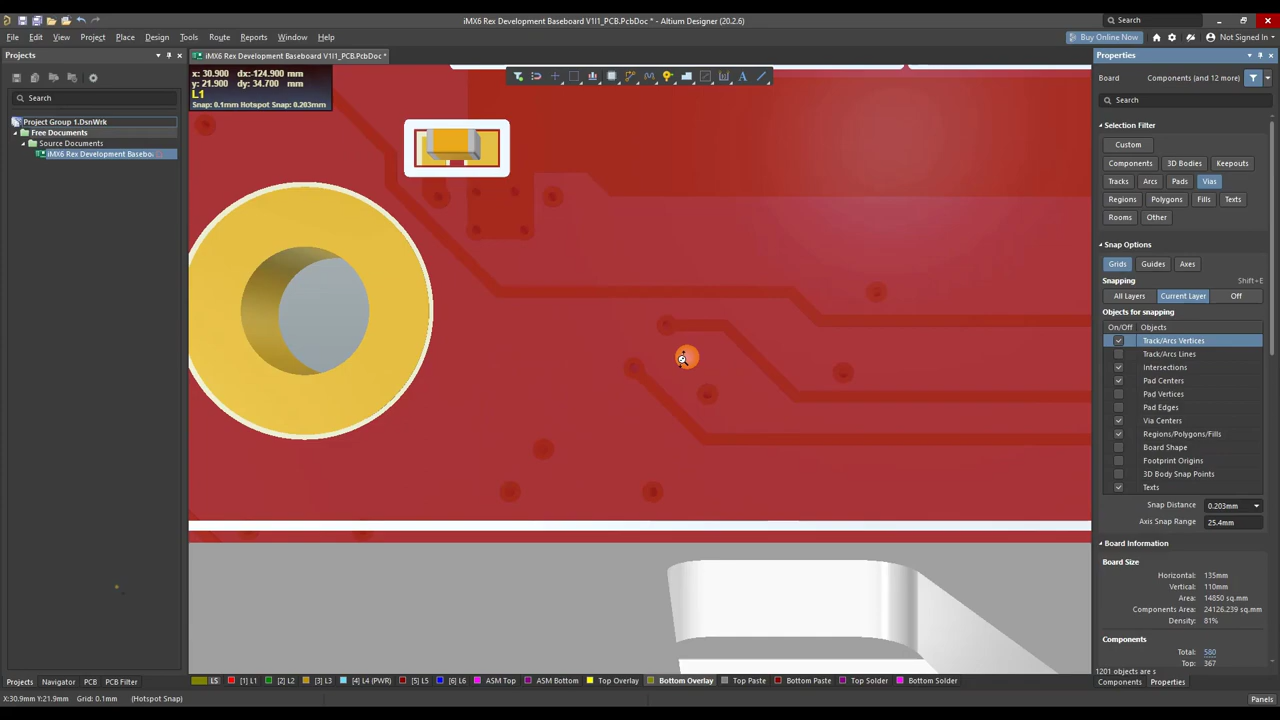 iMX6 Rex Development Baseboard V1I1_PCB.PcbDoc * - Altium Designer (20.2.6)
Search
File Edit View Project Place Design Tools Route Reports Window Help
Buy Online Now
Not Signed In
Projects
iMX6 Rex Development Baseboard V1I1_PCB.PcbDoc *
Properties
x: 30.900 dx:-124.900 mm
y: 21.900 dy: 34.700 mm
L1
Snap: 0.1mm Hotspot Snap: 0.203mm
Board
Components (and 12 more)
Search
Search
Project Group 1.DsnWrk
Free Documents
Source Documents
iMX6 Rex Development Baseboa
Selection Filter
Custom
Components 3D Bodies Keepouts
Tracks Arcs Pads Vias
Regions Polygons Fills Texts
Rooms Other
Snap Options
Grids Guides Axes
Snapping Shift+E
All Layers Current Layer Off
Objects for snapping
On/Off Objects
Track/Arcs Vertices
Track/Arcs Lines
Intersections
Pad Centers
Pad Vertices
Pad Edges
Via Centers
Regions/Polygons/Fills
Board Shape
Footprint Origins
3D Body Snap Points
Texts
Snap Distance 0.203mm
Axis Snap Range 25.4mm
Board Information
Board Size
Horizontal: 135mm
Vertical: 110mm
Area: 14850 sq.mm
Components Area: 24126.239 sq.mm
Density: 81%
Components
Total: 580
Top: 367
1201 objects are s
Projects Navigator PCB PCB Filter
LS [1] L1 [2] L2 [3] L3 [4] L4 (PWR) [5] L5 [6] L6 ASM Top ASM Bottom Top Overlay Bottom Overlay Top Paste Bottom Paste Top Solder Bottom Solder
Components Properties
X:30.9mm Y:21.9mm Grid: 0.1mm (Hotspot Snap)
Panels